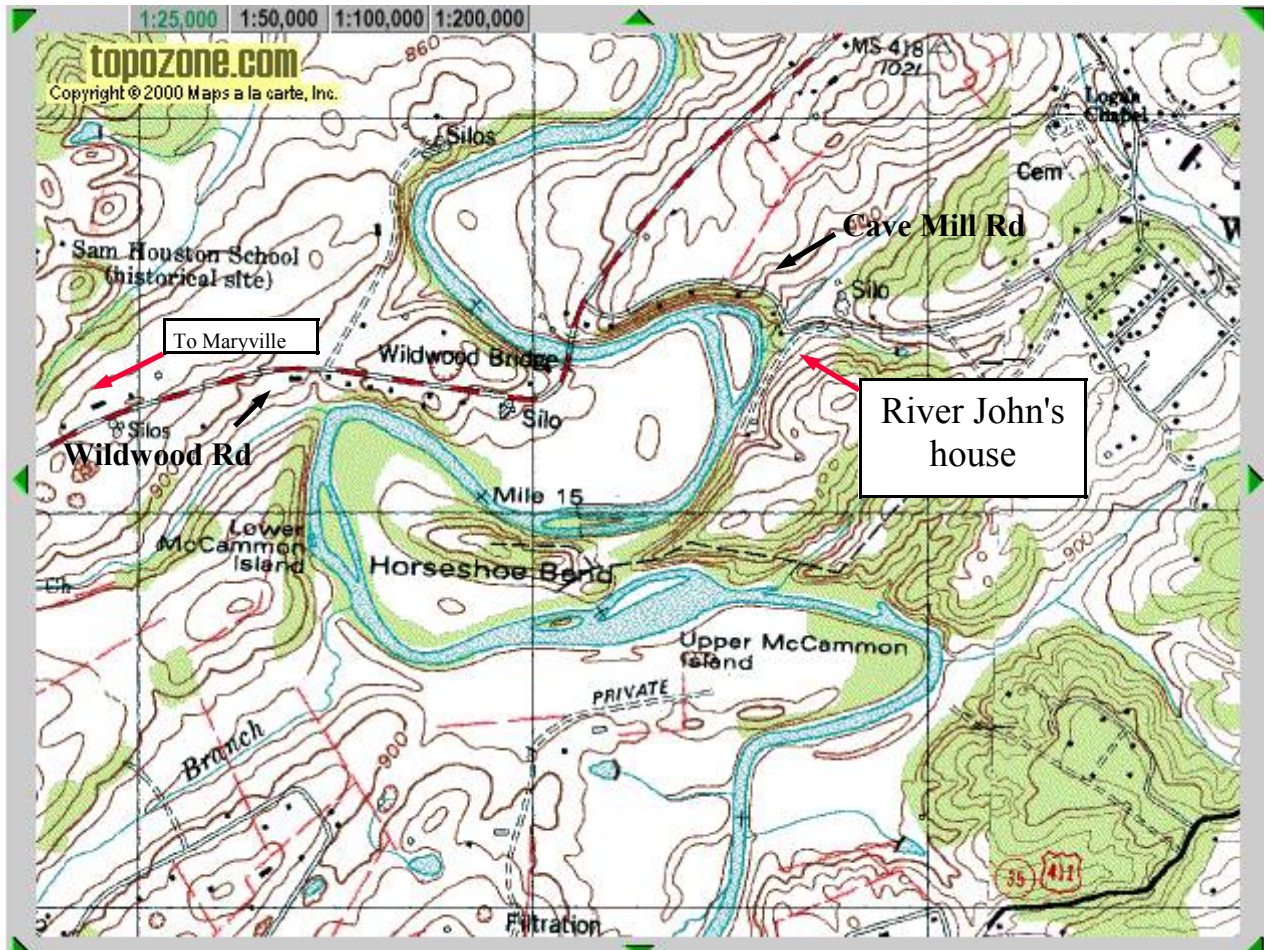 1:25,000 1:50,000 1:100,000 1:200,000
topozone.com
Copyright © 2000 Maps a la carte, Inc.
860
MS 418
1021
Silos
Logan
Chapel
Cem
Cave Mill Rd
W
Sam Houston School
(historical site)
Silo
To Maryville
Wildwood Bridge
River John's
house
Silo
Silos
Wildwood Rd
900
Mile 15
Lower
McCammon
Island
900
Ch
Horseshoe Bend
Upper McCammon
Island
PRIVATE
Branch
900
35 411
Filtration